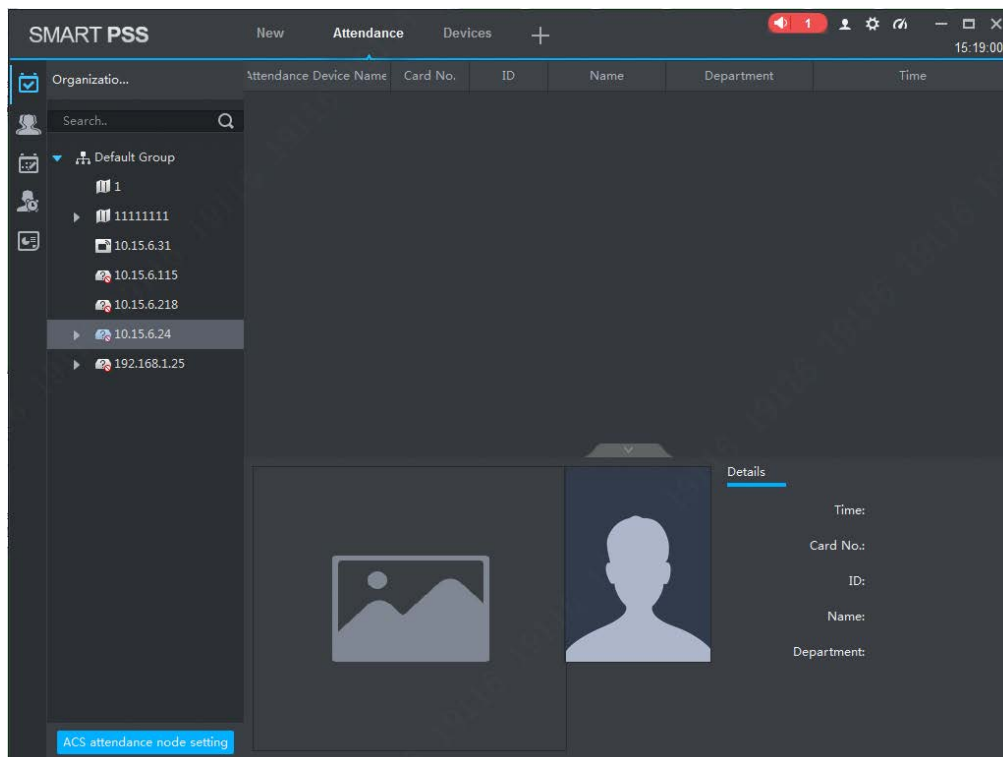 SMART PSS New Attendance Devices 1
15:19:00
Organizatio...
Attendance Device Name Card No. ID Name Department Time
Search..
Default Group
1
11111111
10.15.6.31
10.15.6.115
10.15.6.218
10.15.6.24
192.168.1.25
Details
Time:
Card No.:
ID:
Name:
Department:
ACS attendance node setting